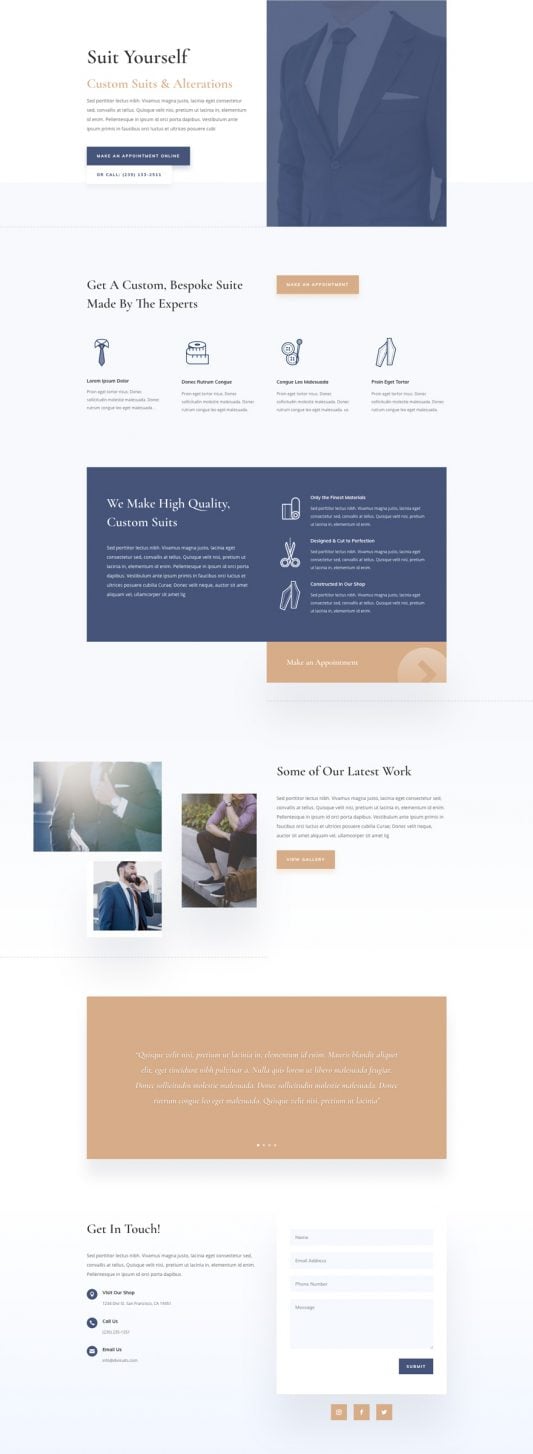 Suit Yourself
Custom Suits & Alterations
Sed porttitor lectus nibh. Vivamus magna justo, lacinia eget consectetur
sed, convallis at tellus. Quisque velit nisi, pretium ut lacinia in, elementum
id enim. Pellentesque in ipsum id orci porta dapibus. Vestibulum ante
ipsum primis in faucibus orci luctus et ultrices posuere cubi
MAKE AN APPOINTMENT ONLINE
OR CALL: (235) 133-2511
Get A Custom, Bespoke Suite
Made By The Experts
MAKE AN APPOINTMENT
Lorem Ipsum Dolor
Proin eget tortor risus. Donec
sollicitudin molestie malesuada. Donec
rutrum congue leo eget malesuada.
Donec Rutrum Congue
Proin eget tortor risus. Donec
sollicitudin molestie malesuada. Donec
rutrum congue leo eget malesuada.
Congue Leo Malesuada
Proin eget tortor risus. Donec
sollicitudin molestie malesuada. Donec
rutrum congue leo eget malesuada. us
Proin Eget Tortor
Proin eget tortor risus. Donec
sollicitudin molestie malesuada. Donec
rutrum congue leo eget malesuada.
We Make High Quality,
Custom Suits
Sed porttitor lectus nibh. Vivamus magna justo, lacinia eget
consectetur sed, convallis at tellus. Quisque velit nisi, pretium ut
lacinia in, elementum id enim. Pellentesque in ipsum id orci porta
dapibus. Vestibulum ante ipsum primis in faucibus orci luctus et
ultrices posuere cubilia Curae; Donec velit neque, auctor sit amet
aliquam vel, ullamcorper sit amet lig
Only the Finest Materials
Sed porttitor lectus nibh. Vivamus magna justo, lacinia eget
consectetur sed, convallis at tellus. Quisque velit nisi, pretium
ut lacinia in, elementum id enim.
Designed & Cut to Perfection
Sed porttitor lectus nibh. Vivamus magna justo, lacinia eget
consectetur sed, convallis at tellus. Quisque velit nisi, pretium
ut lacinia in, elementum id enim.
Constructed In Our Shop
Sed porttitor lectus nibh. Vivamus magna justo, lacinia eget
consectetur sed, convallis at tellus. Quisque velit nisi, pretium
ut lacinia in, elementum id enim.
Make an Appointment
Some of Our Latest Work
Sed porttitor lectus nibh. Vivamus magna justo, lacinia eget consectetur sed,
convallis at tellus. Quisque velit nisi, pretium ut lacinia in, elementum id enim.
Pellentesque in ipsum id orci porta dapibus. Vestibulum ante ipsum primis in
faucibus orci luctus et ultrices posuere cubilia Curae; Donec velit neque,
auctor sit amet aliquam vel, ullamcorper sit amet lig
VIEW GALLERY
"Quisque velit nisi, pretium ut lacinia in, elementum id enim. Mauris blandit aliquet
elit, eget tincidunt nibh pulvinar a. Nulla quis lorem ut libero malesuada feugiat.
Donec sollicitudin molestie malesuada. Donec sollicitudin molestie malesuada. Donec
rutrum congue leo eget malesuada. Quisque velit nisi, pretium ut lacinia"
Get In Touch!
Sed porttitor lectus nibh. Vivamus magna justo, lacinia eget consectetur
sed, convallis at tellus. Quisque velit nisi, pretium ut lacinia in, elementum id enim.
Pellentesque in ipsum id orci porta dapibus.
Visit Our Shop
1234 Divi St. San Francisco, CA
Call Us
(235) 235-1351
Email Us
info@divisuits.com
Name
Email Address
Phone Number
Message
SUBMIT